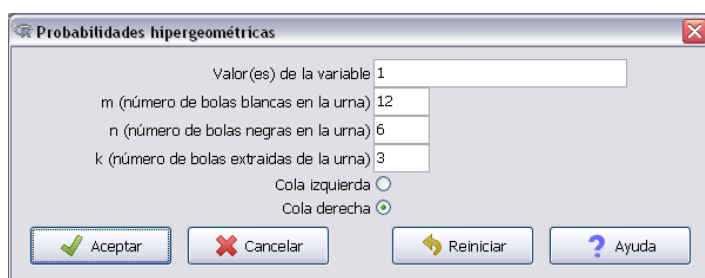 Probabilidades hipergeométricas
Valor(es) de la variable 1
m (número de bolas blancas en la urna) 12
n (número de bolas negras en la urna) 6
k (número de bolas extraidas de la urna) 3
Cola izquierda
Cola derecha
Aceptar Cancelar Reiniciar Ayuda